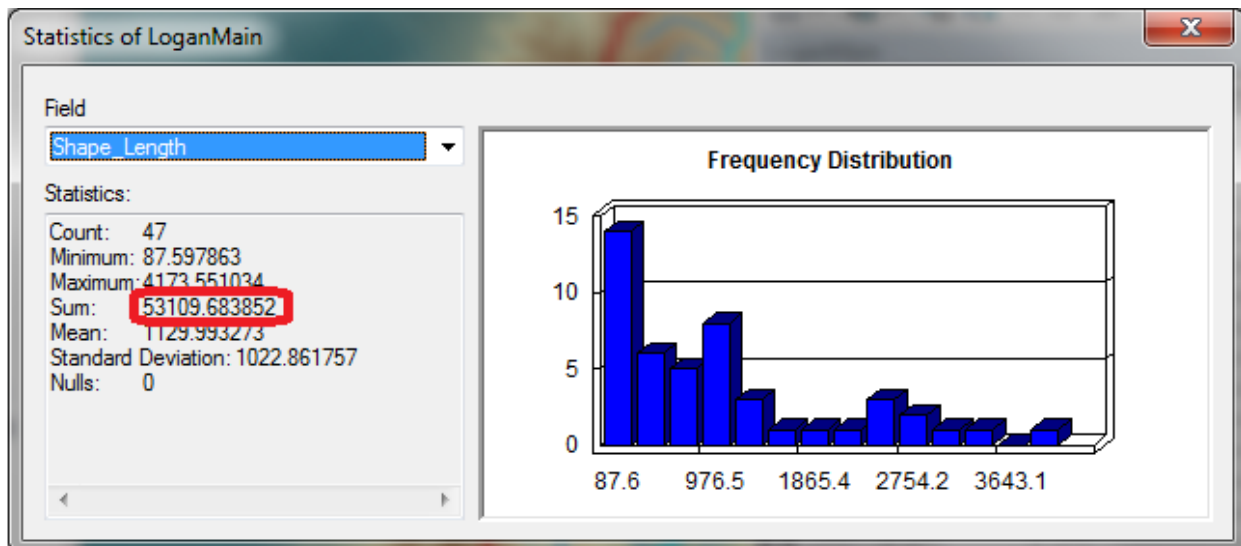 Statistics of LoganMain
X
Field
Shape_Length
Statistics:
Count: 47
Minimum: 87.597863
Maximum: 4173.551034
Sum: 53109.683852
Mean: 1129.993273
Standard Deviation: 1022.861757
Nulls: 0
Frequency Distribution
15
10
5
0
87.6 976.5 1865.4 2754.2 3643.1